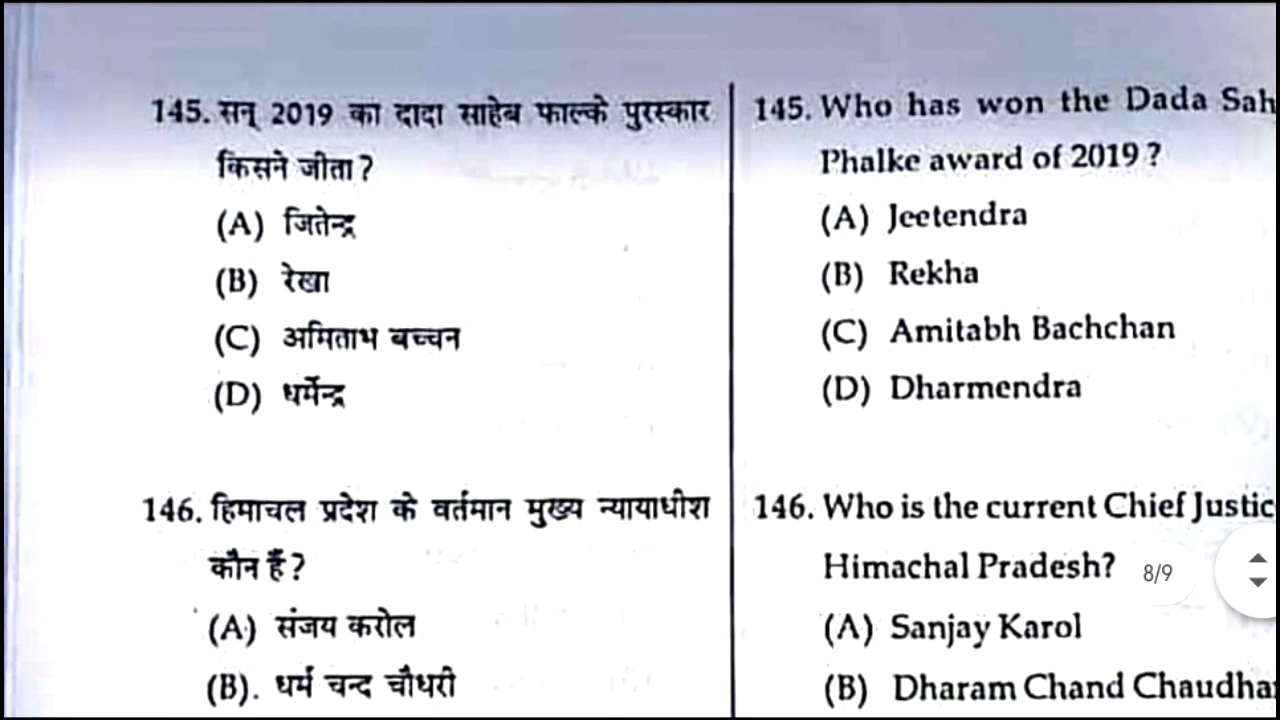 145. सन् 2019 का दादा साहेब फाल्के पुरस्कार
किसने जीता ?
(A) जितेन्द्र
(B) रेखा
(C) अमिताभ बच्चन
(D) धर्मेन्द्र
146. हिमाचल प्रदेश के वर्तमान मुख्य न्यायाधीश
कौन हैं ?
(A) संजय करोल
(B). धर्म चन्द चौधरी
145. Who has won the Dada Sah
Phalke award of 2019 ?
(A) Jeetendra
(B) Rekha
(C) Amitabh Bachchan
(D) Dharmendra
146. Who is the current Chief Justic
Himachal Pradesh?
(A) Sanjay Karol
(B) Dharam Chand Chaudha
8/9